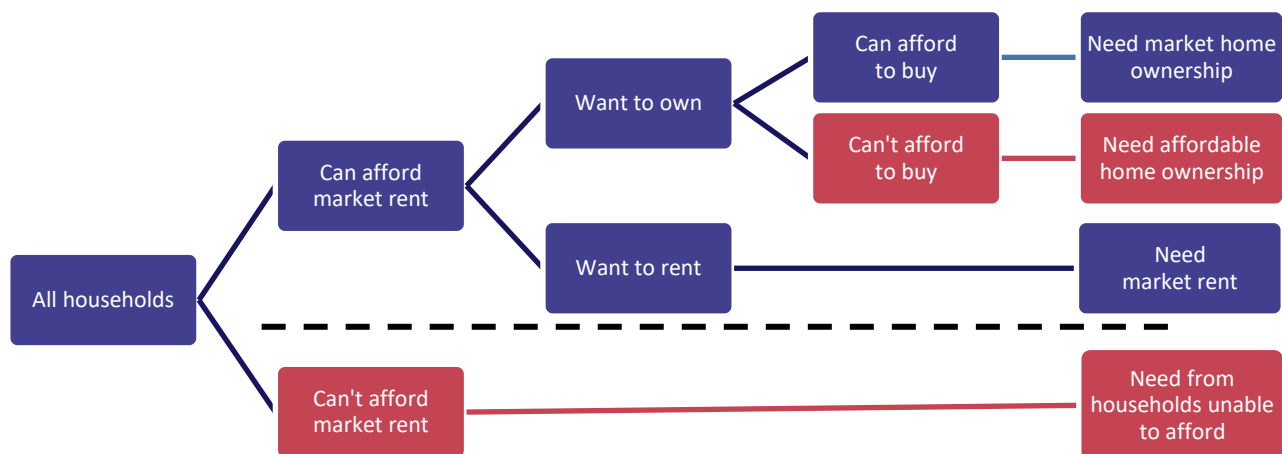 Can afford
to buy
Need market home
ownership
Want to own
Can't afford
to buy
Need affordable
home ownership
Can afford
market rent
Want to rent
Need
market rent
All households
Can't afford
market rent
Need from
households unable
to afford